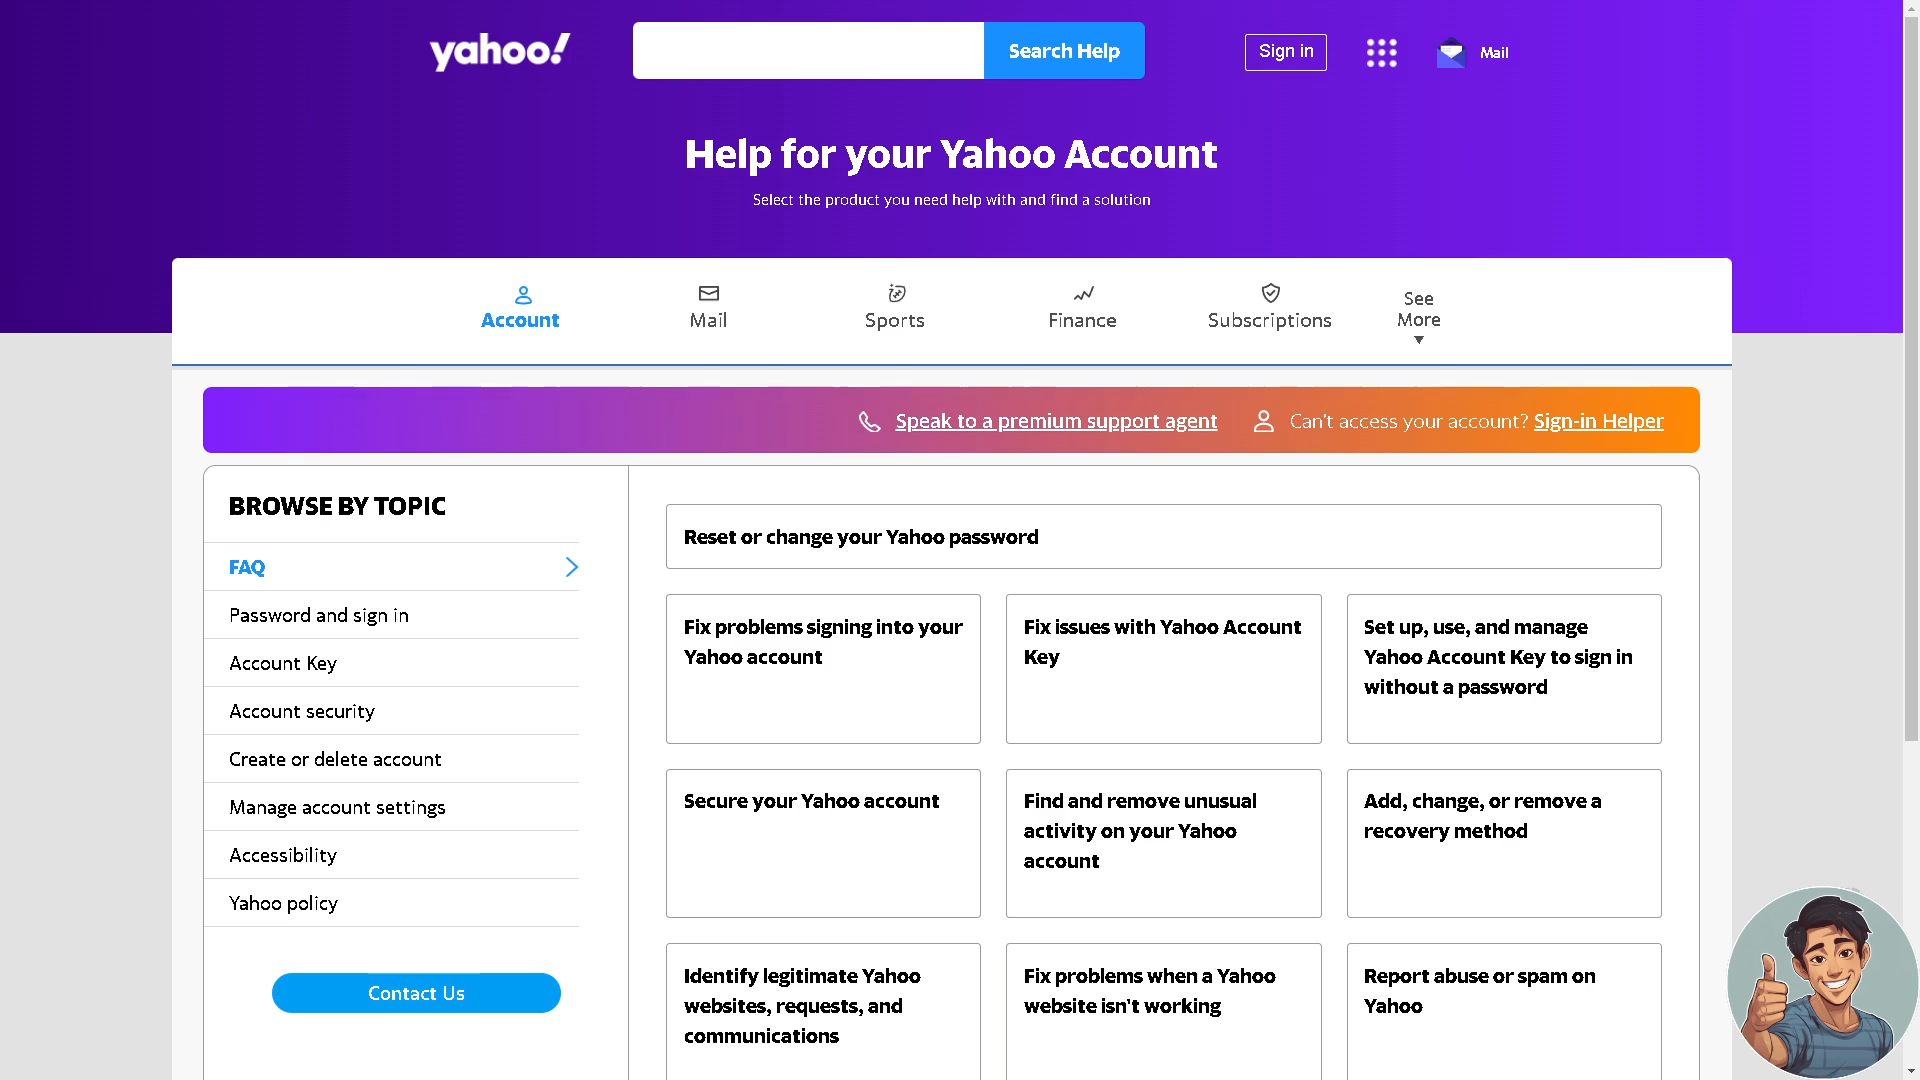 yahoo!
Search Help
Sign in
Mail
Help for your Yahoo Account
Select the product you need help with and find a solution
Account
Mail
Sports
Finance
Subscriptions
See
More
Speak to a premium support agent
Can't access your account? Sign-in Helper
BROWSE BY TOPIC
FAQ
Password and sign in
Account Key
Account security
Create or delete account
Manage account settings
Accessibility
Yahoo policy
Contact Us
Reset or change your Yahoo password
Fix problems signing into your
Yahoo account
Fix issues with Yahoo Account
Key
Set up, use, and manage
Yahoo Account Key to sign in
without a password
Secure your Yahoo account
Find and remove unusual
activity on your Yahoo
account
Add, change, or remove a
recovery method
Identify legitimate Yahoo
websites, requests, and
communications
Fix problems when a Yahoo
website isn't working
Report abuse or spam on
Yahoo